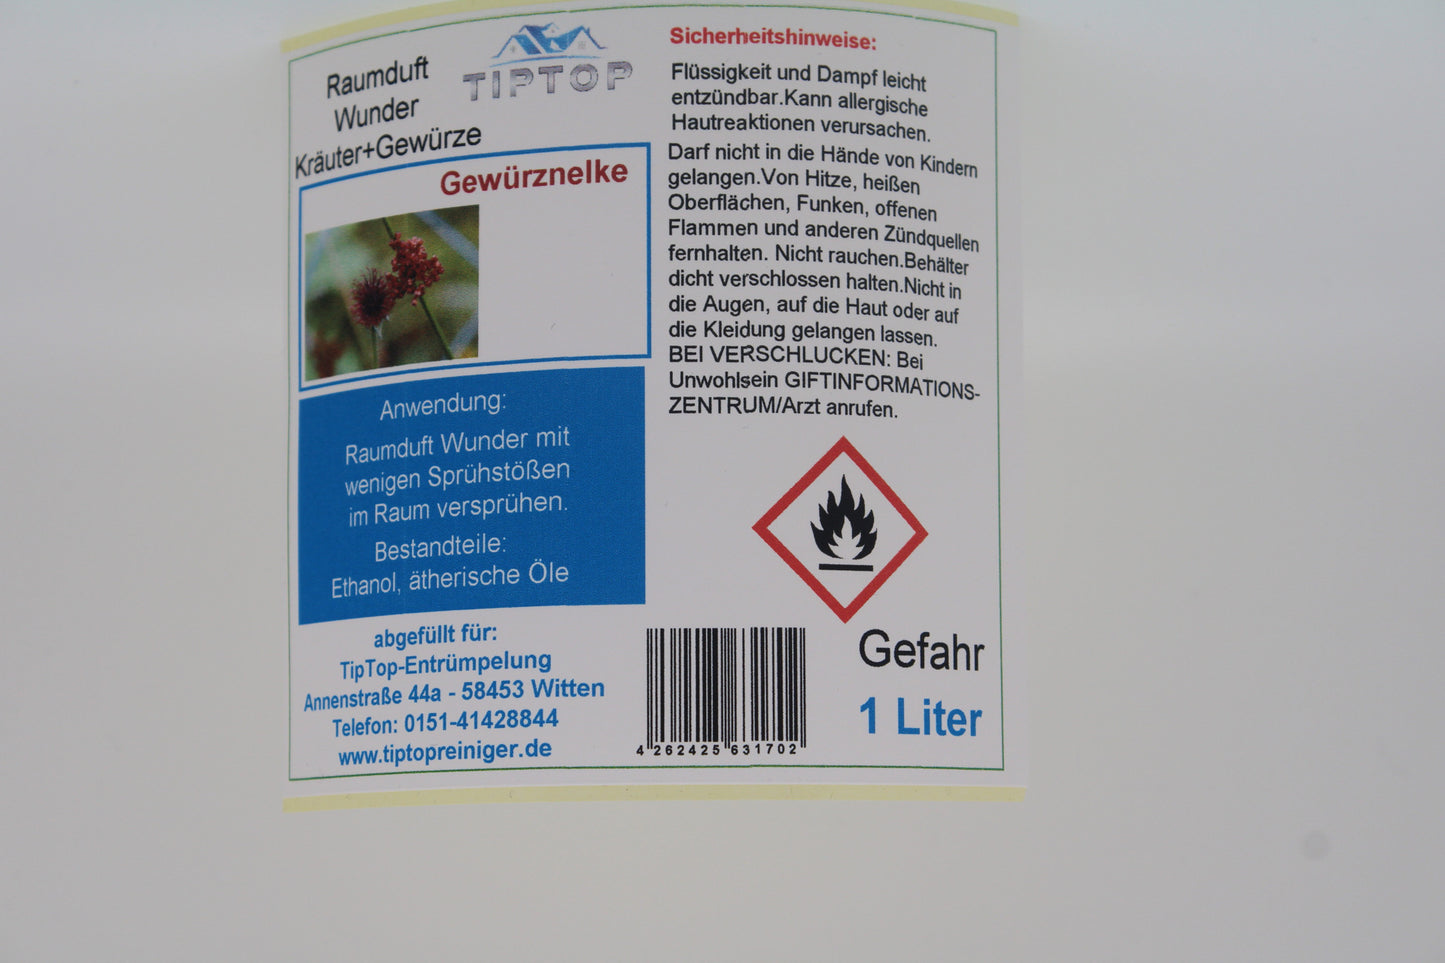 Raumduft
Wunder
Kräuter+Gewürze
TIPTOP
Gewürznelke
Anwendung:
Raumduft Wunder mit
wenigen Sprühstößen
im Raum versprühen.
Bestandteile:
Ethanol, ätherische Öle
abgefüllt für:
TipTop-Entrümpelung
Annenstraße 44a - 58453 Witten
Telefon: 0151-41428844
www.tiptopreiniger.de
Sicherheitshinweise:
Flüssigkeit und Dampf leicht
entzündbar.Kann allergische
Hautreaktionen verursachen.
Darf nicht in die Hände von Kindern
gelangen.Von Hitze, heißen
Oberflächen, Funken, offenen
Flammen und anderen Zündquellen
fernhalten. Nicht rauchen.Behälter
dicht verschlossen halten.Nicht in
die Augen, auf die Haut oder auf
die Kleidung gelangen lassen.
BEI VERSCHLUCKEN: Bei
Unwohlsein GIFTINFORMATIONS-
ZENTRUM/Arzt anrufen.
Gefahr
1 Liter
4 262425 631702